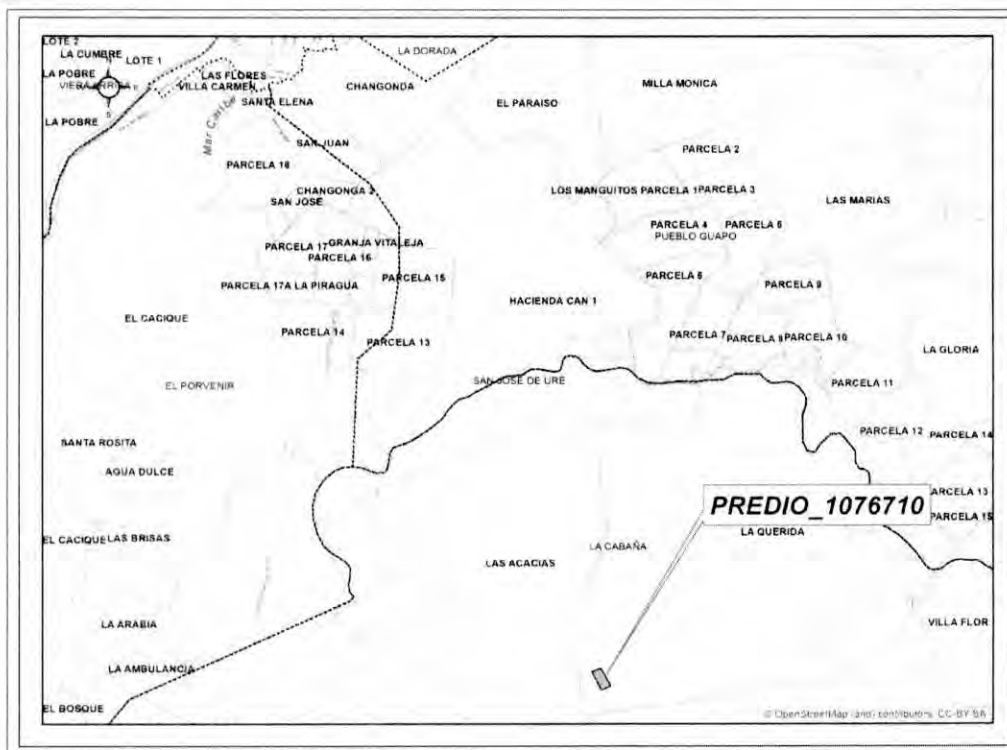 LOTE 2
LA CUMBRE
LOTE 1
LA DORADA
LA POBRE
LAS FLORES
MILLA MONICA
VILLA CARMEN
CHANGONDA
SANTA ELENA
EL PARAISO
LA POBRE
Mar Caribe
SAN JUAN
PARCELA 2
PARCELA 18
CHANGONGA 2
LOS MANGUITOS PARCELA 1 PARCELA 3
SAN JOSE
LAS MARIAS
PARCELA 4
PUEBLO GUAPO
PARCELA 17 GRANJA VITALEJA
PARCELA 16
PARCELA 15
PARCELA 17A LA PIRAGUA
PARCELA 9
HACIENDA CAN 1
EL CACIQUE
PARCELA 14
PARCELA 13
PARCELA 7 PARCELA 8 PARCELA 10
LA GLORIA
SAN JOSE DE URE
EL PORVENIR
PARCELA 11
PARCELA 12
PARCELA 14
SANTA ROSITA
AGUA DULCE
PARCELA 13
PREDIO_1076710
PARCELA 15
LA QUERIDA
EL CACIQUE LAS BRISAS
LA CABAÑA
LAS ACACIAS
LA ARABIA
VILLA FLOR
LA AMBULANCIA
EL BOSQUE
© OpenStreetMap (and) contributors, CC-BY-SA